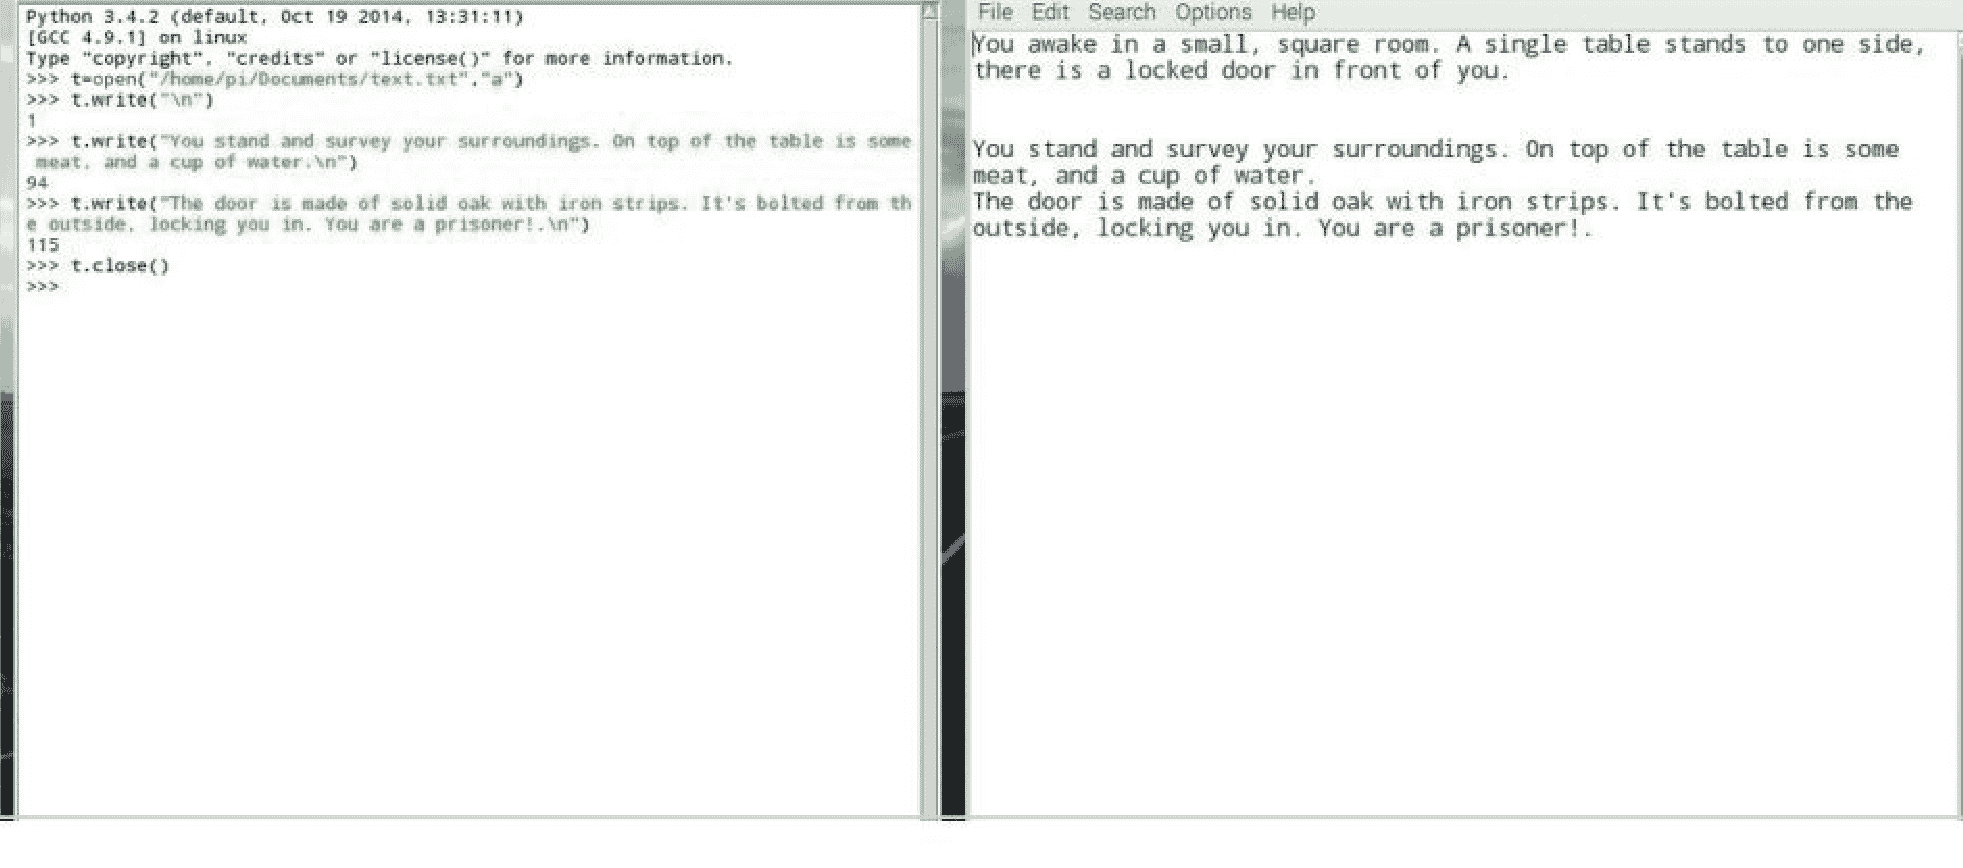 Python 3.4.2 (default, Oct 19 2014, 13:31:11)
[GCC 4.9.1] on linux
Type "copyright", "credits" or "license()" for more information.
>>> t=open("/home/pi/Documents/text.txt","a")
>>> t.write("\n")
1
>>> t.write("You stand and survey your surroundings. On top of the table is some
meat, and a cup of water.\n")
94
>>> t.write("The door is made of solid oak with iron strips. It's bolted from th
e outside, locking you in. You are a prisoner!.\n")
115
>>> t.close()
>>>
File Edit Search Options Help
You awake in a small, square room. A single table stands to one side,
there is a locked door in front of you.
You stand and survey your surroundings. On top of the table is some
meat, and a cup of water.
The door is made of solid oak with iron strips. It's bolted from the
outside, locking you in. You are a prisoner!.